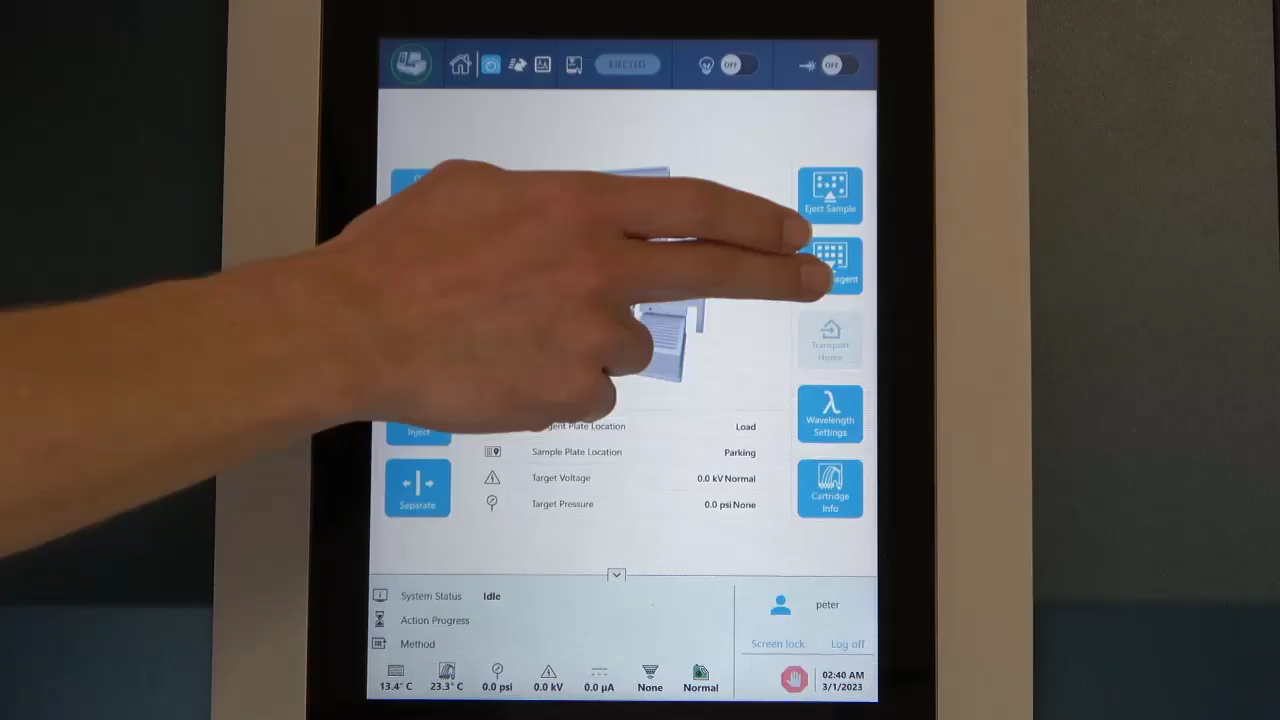 EJECTED
OFF
OFF
Eject Sample
Transport
Home
Wavelength
Settings
Cartridge
Info
Inject
Separate
Plate Location
Load
Sample Plate Location
Parking
Target Voltage
0.0 kV Normal
Target Pressure
0.0 psi None
System Status
Idle
Action Progress
Method
peter
Screen lock
Log off
13.4° C
23.3° C
0.0 psi
0.0 kV
0.0 µA
None
Normal
02:40 AM
3/1/2023